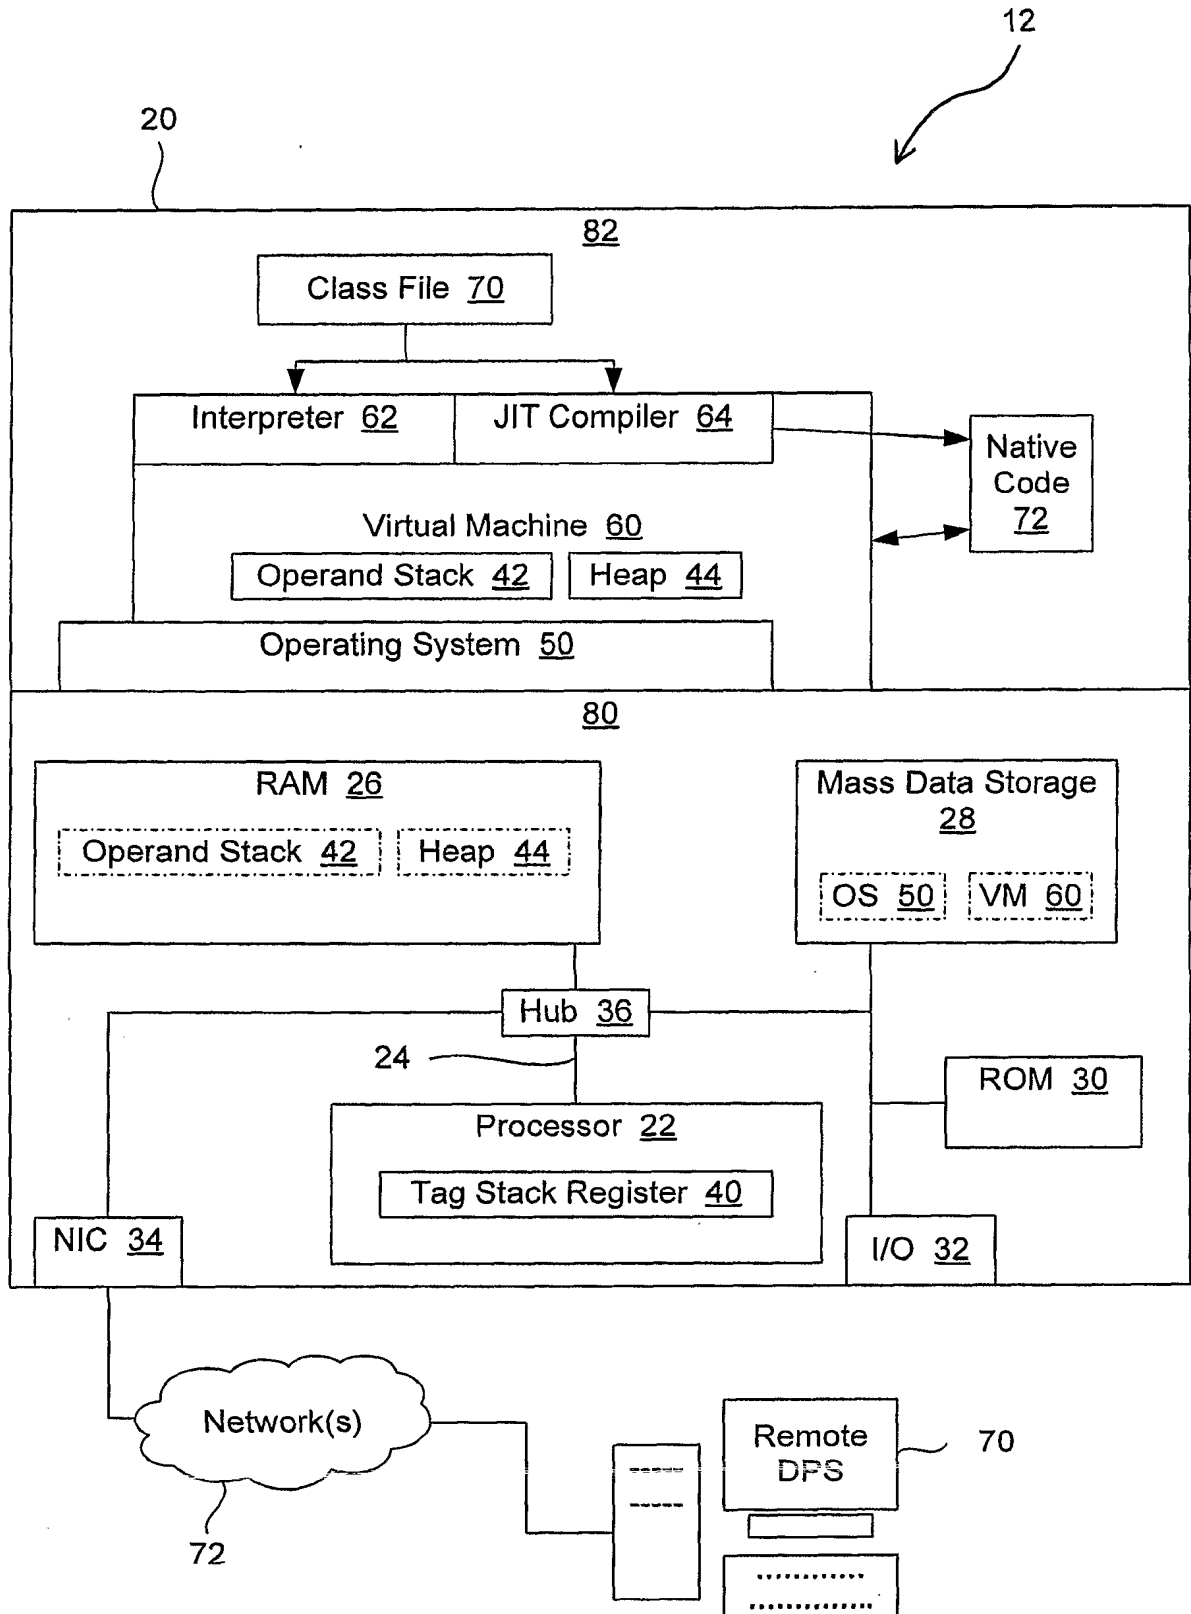 12
20
82
Class File 70
Interpreter 62
JIT Compiler 64
Native
Code
72
Virtual Machine 60
Operand Stack 42
Heap 44
Operating System 50
80
RAM 26
Operand Stack 42
Heap 44
Mass Data Storage
28
OS 50
VM 60
Hub 36
24
ROM 30
Processor 22
Tag Stack Register 40
NIC 34
I/O 32
Network(s)
72
Remote
DPS
70